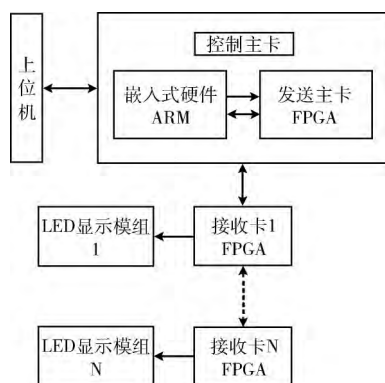 上
位
机
控制主卡
嵌入式硬件
ARM
发送主卡
FPGA
LED显示模组
1
接收卡1
FPGA
LED显示模组
N
接收卡N
FPGA